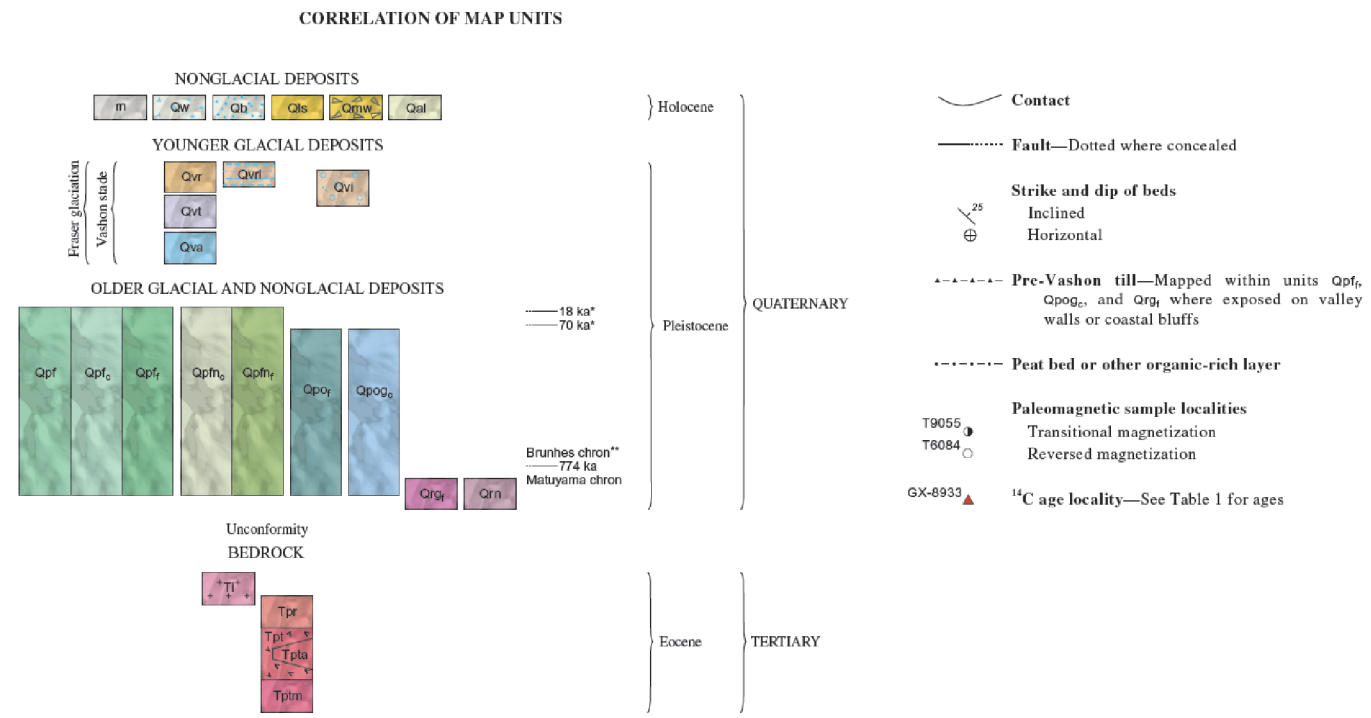 CORRELATION OF MAP UNITS
NONGLACIAL DEPOSITS
m Qw Qb Qls Qmw Qal
Holocene
YOUNGER GLACIAL DEPOSITS
Fraser glaciation
Vashon stade
Qvr Qvrl Qvi
Qvt
Qva
OLDER GLACIAL AND NONGLACIAL DEPOSITS
18 ka*
70 ka*
Pleistocene
QUATERNARY
Qpf Qpfc Qpff Qpfnc Qpfnf Qpof Qpogc
Brunhes chron**
774 ka
Matuyama chron
Qrgf Qrn
Unconformity
BEDROCK
Ti
Tpr
Tpt
Tpta
Tptm
Eocene
TERTIARY
Contact
Fault—Dotted where concealed
Strike and dip of beds
25
Inclined
Horizontal
Pre-Vashon till—Mapped within units Qpff,
Qpogc, and Qrgf where exposed on valley
walls or coastal bluffs
Peat bed or other organic-rich layer
Paleomagnetic sample localities
T9055 Transitional magnetization
T6084 Reversed magnetization
GX-8933 14C age locality—See Table 1 for ages